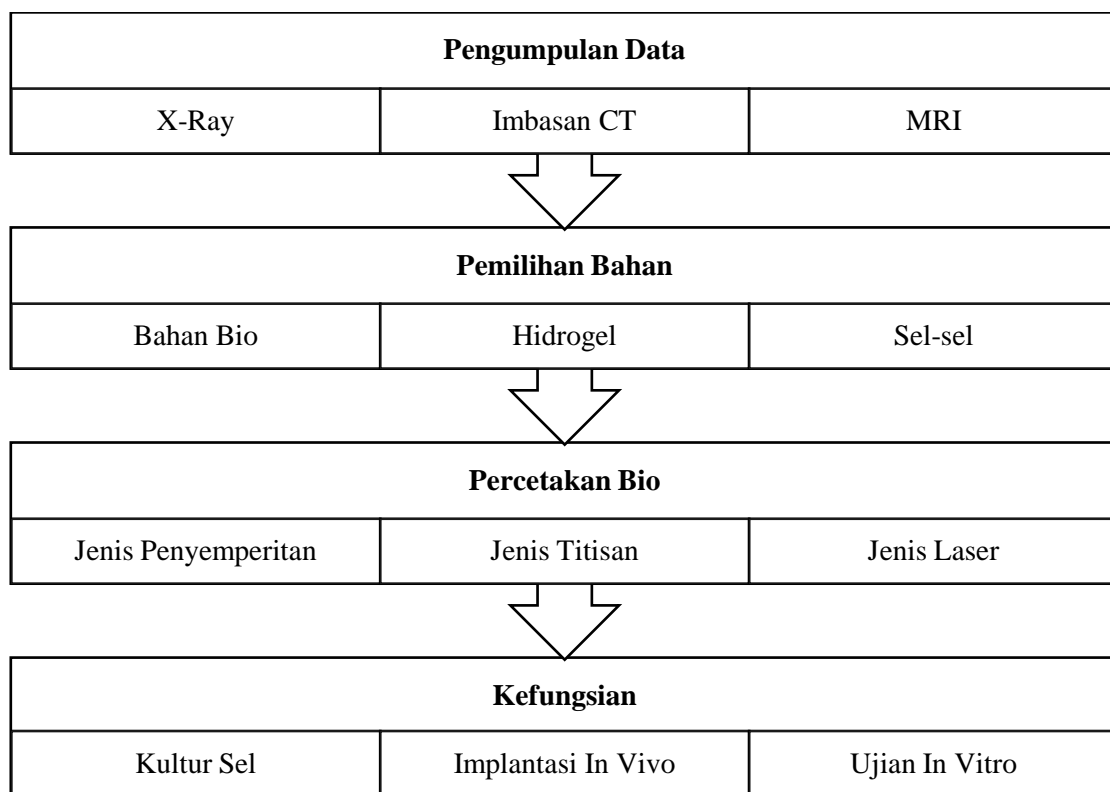 Pengumpulan Data
X-Ray Imbasan CT MRI
Pemilihan Bahan
Bahan Bio Hidrogel Sel-sel
Percetakan Bio
Jenis Penyemperitan Jenis Titisan Jenis Laser
Kefungsian
Kultur Sel Implantasi In Vivo Ujian In Vitro